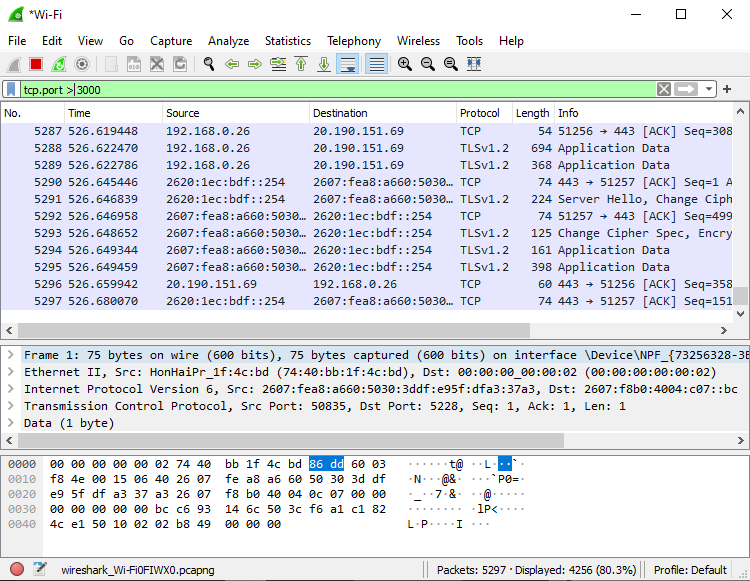 *Wi-Fi
File Edit View Go Capture Analyze Statistics Telephony Wireless Tools Help
tcp.port > 3000
No. Time Source Destination Protocol Length Info
5287 526.619448 192.168.0.26 20.190.151.69 TCP 54 51256 → 443 [ACK] Seq=308
5288 526.622470 192.168.0.26 20.190.151.69 TLSv1.2 694 Application Data
5289 526.622786 192.168.0.26 20.190.151.69 TLSv1.2 368 Application Data
5290 526.645446 2620:1ec:bdf::254 2607:fea8:a660:5030… TCP 74 443 → 51257 [ACK] Seq=1 A
5291 526.646839 2620:1ec:bdf::254 2607:fea8:a660:5030… TLSv1.2 224 Server Hello, Change Ciph
5292 526.646958 2607:fea8:a660:5030… 2620:1ec:bdf::254 TCP 74 51257 → 443 [ACK] Seq=499
5293 526.648652 2607:fea8:a660:5030… 2620:1ec:bdf::254 TLSv1.2 125 Change Cipher Spec, Encry
5294 526.649344 2607:fea8:a660:5030… 2620:1ec:bdf::254 TLSv1.2 161 Application Data
5295 526.649459 2607:fea8:a660:5030… 2620:1ec:bdf::254 TLSv1.2 398 Application Data
5296 526.659942 20.190.151.69 192.168.0.26 TCP 60 443 → 51256 [ACK] Seq=358
5297 526.680070 2620:1ec:bdf::254 2607:fea8:a660:5030… TCP 74 443 → 51257 [ACK] Seq=151
Frame 1: 75 bytes on wire (600 bits), 75 bytes captured (600 bits) on interface \Device\NPF_{73256328-3E
Ethernet II, Src: HonHaiPr_1f:4c:bd (74:40:bb:1f:4c:bd), Dst: 00:00:00_00:00:02 (00:00:00:00:00:02)
Internet Protocol Version 6, Src: 2607:fea8:a660:5030:3ddf:e95f:dfa3:37a3, Dst: 2607:f8b0:4004:c07::bc
Transmission Control Protocol, Src Port: 50835, Dst Port: 5228, Seq: 1, Ack: 1, Len: 1
Data (1 byte)
0000 00 00 00 00 00 02 74 40 bb 1f 4c bd 86 dd 60 03 ······t@ ··L···`·
0010 f8 4e 00 15 06 40 26 07 fe a8 a6 60 50 30 3d df ·N···@&· ···`P0=·
0020 e9 5f df a3 37 a3 26 07 f8 b0 40 04 0c 07 00 00 ·_··7·&· ··@·····
0030 00 00 00 00 00 bc c6 93 14 6c 50 3c f6 a1 c1 82 ········ ·lP<····
0040 4c e1 50 10 02 02 b8 49 00 00 00 L·P····I ···
wireshark_Wi-Fi0FIWX0.pcapng Packets: 5297 · Displayed: 4256 (80.3%) Profile: Default